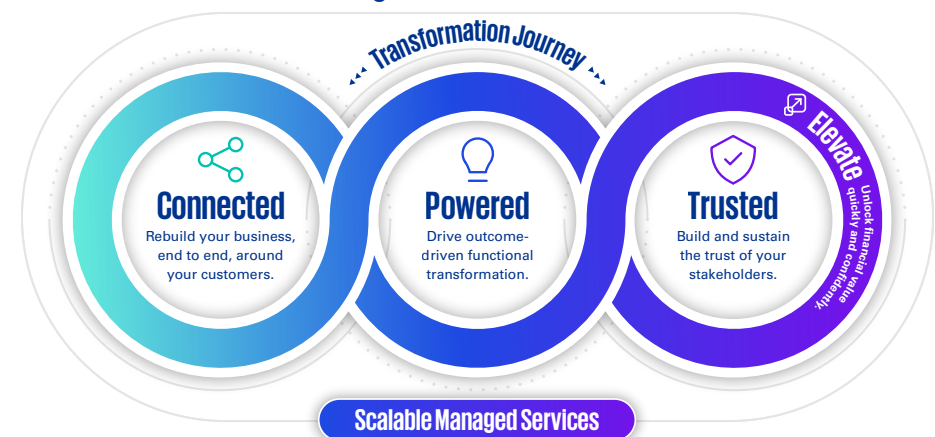 Transformation Journey
Elevate
Unlock financial value
quickly and confidently.
Connected
Rebuild your business,
end to end, around
your customers.
Powered
Drive outcome-
driven functional
transformation.
Trusted
Build and sustain
the trust of your
stakeholders.
Scalable Managed Services